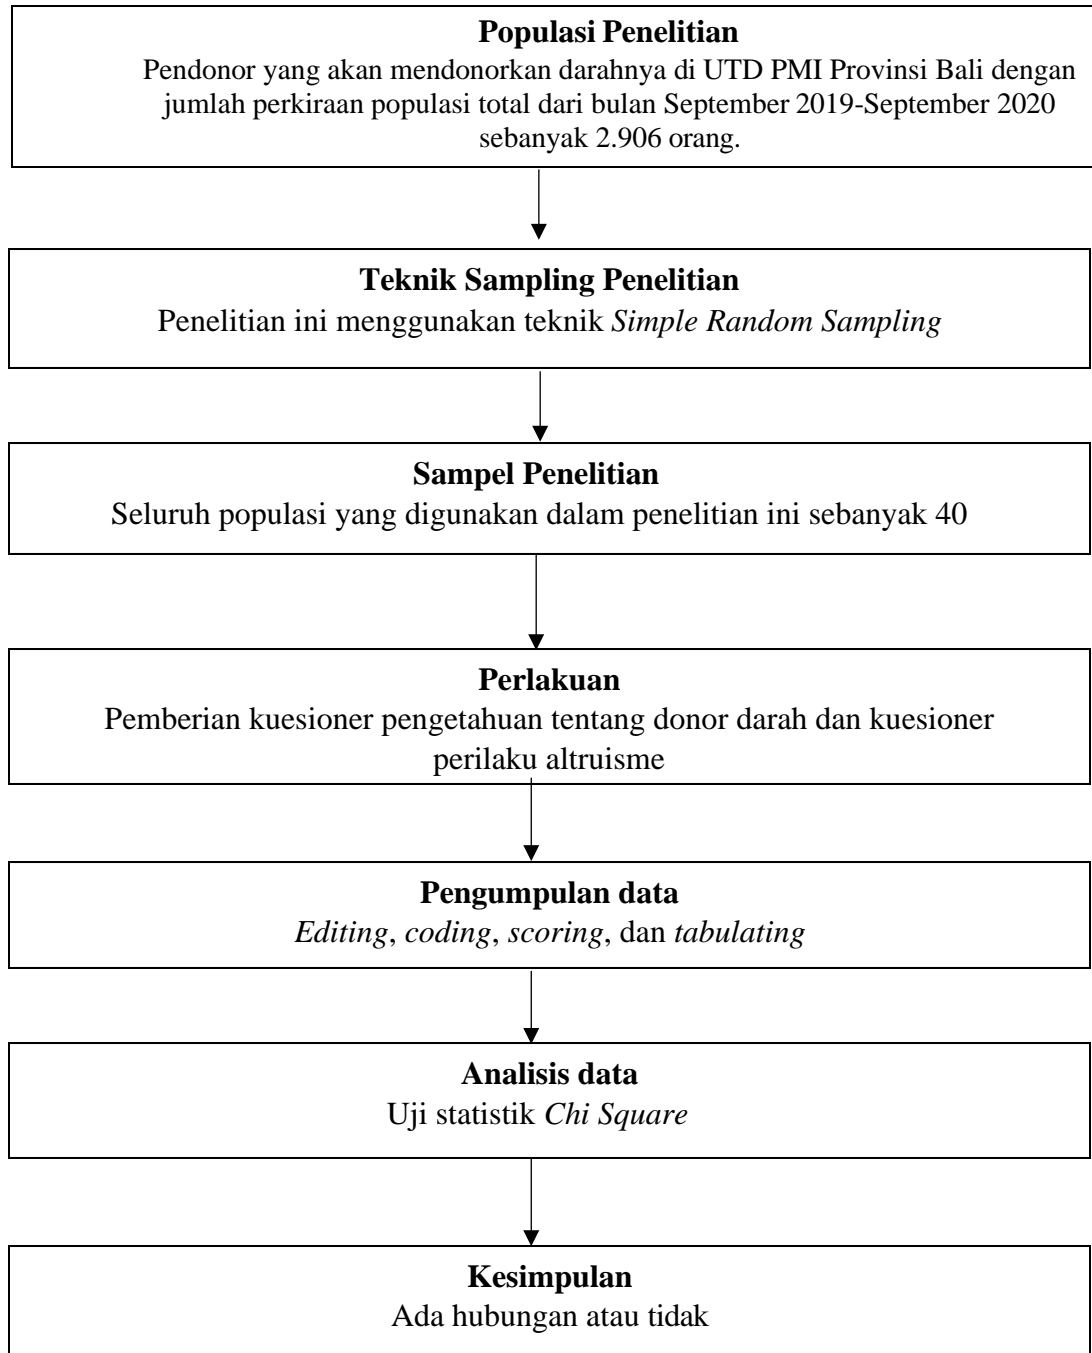 Populasi Penelitian
Pendonor yang akan mendonorkan darahnya di UTD PMI Provinsi Bali dengan
jumlah perkiraan populasi total dari bulan September 2019-September 2020
sebanyak 2.906 orang.
Teknik Sampling Penelitian
Penelitian ini menggunakan teknik Simple Random Sampling
Sampel Penelitian
Seluruh populasi yang digunakan dalam penelitian ini sebanyak 40
Perlakuan
Pemberian kuesioner pengetahuan tentang donor darah dan kuesioner
perilaku altruisme
Pengumpulan data
Editing, coding, scoring, dan tabulating
Analisis data
Uji statistik Chi Square
Kesimpulan
Ada hubungan atau tidak